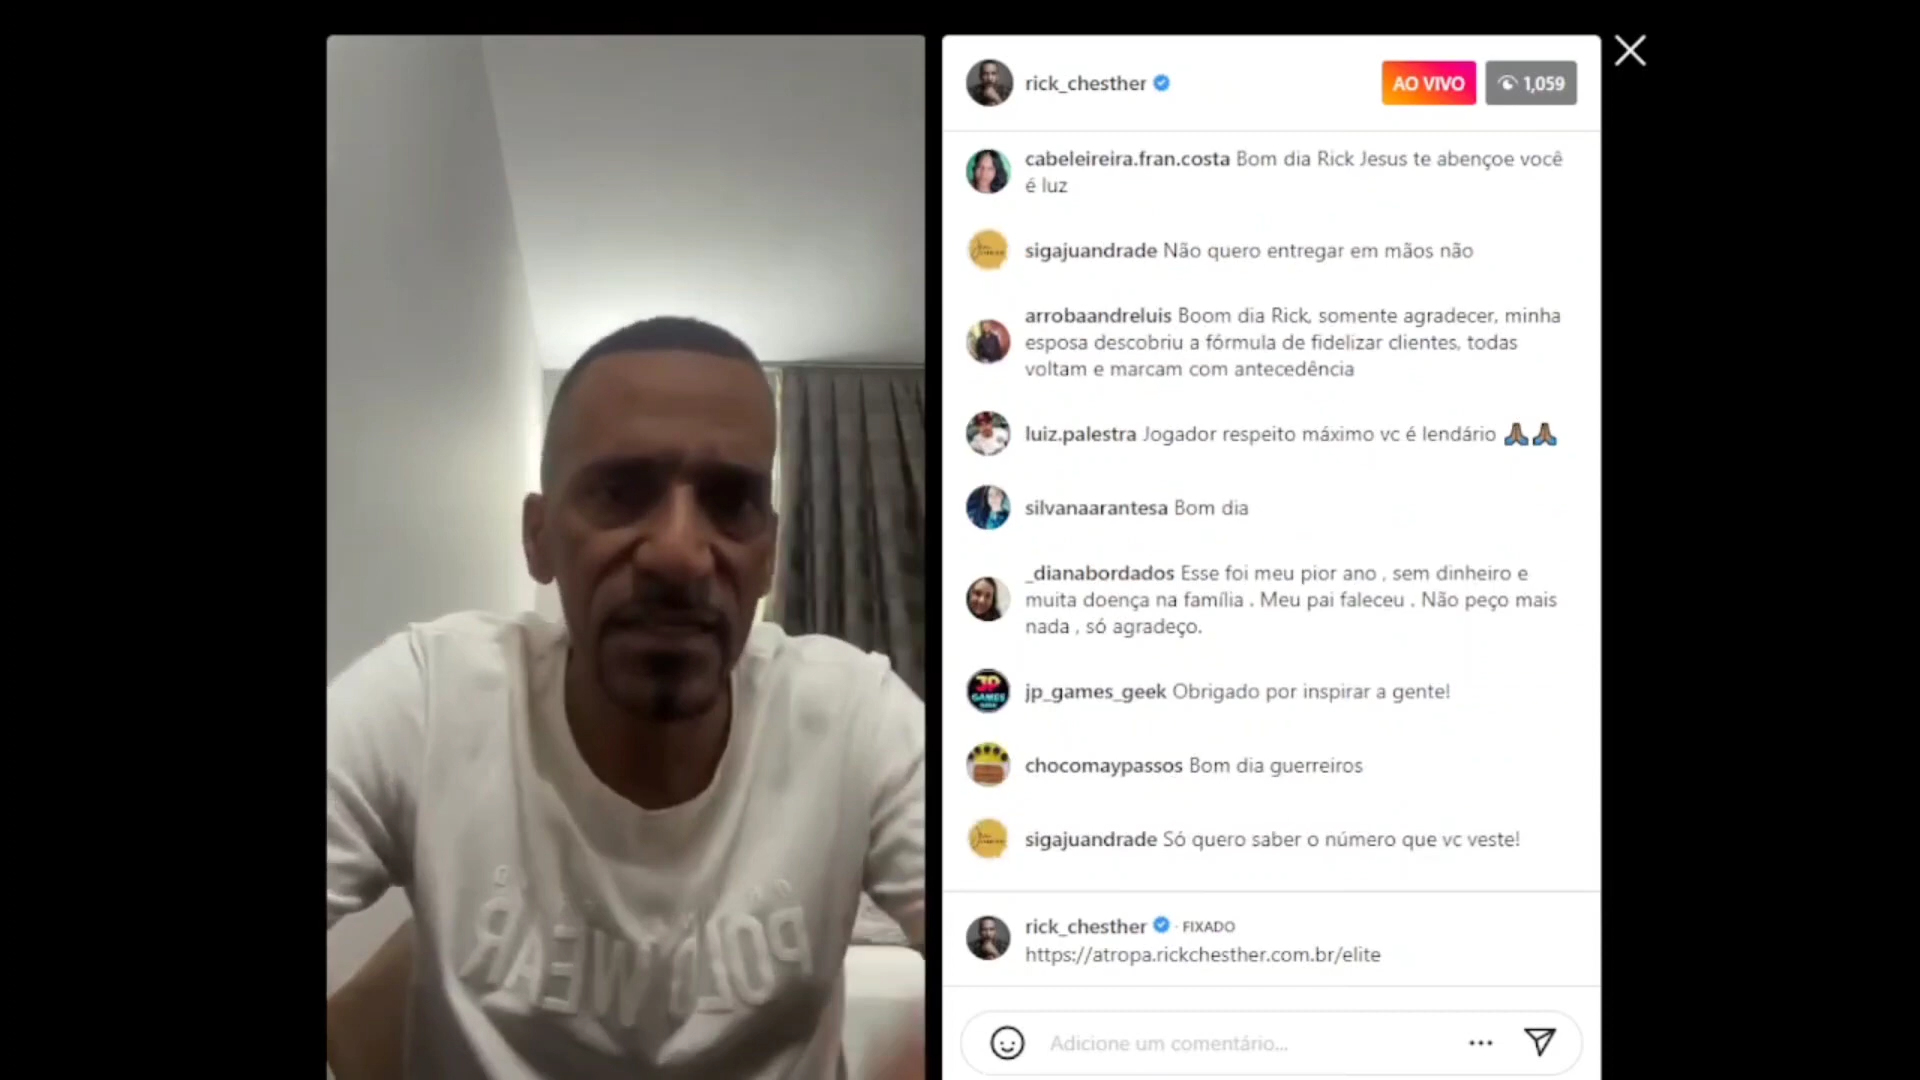 rick_chesther
AO VIVO
1,059
cabeleireira.fran.costa Bom dia Rick Jesus te abençoe você
é luz
sigajuandrade Não quero entregar em mãos não
arrobaandreluis Boom dia Rick, somente agradecer, minha
esposa descobriu a fórmula de fidelizar clientes, todas
voltam e marcam com antecedência
luiz.palestra Jogador respeito máximo vc é lendário 🙏🏽🙏🏽
silvanaarantesa Bom dia
_dianabordados Esse foi meu pior ano , sem dinheiro e
muita doença na família . Meu pai faleceu . Não peço mais
nada , só agradeço.
JP
GAMES
jp_games_geek Obrigado por inspirar a gente!
chocomaypassos Bom dia guerreiros
sigajuandrade Só quero saber o número que vc veste!
rick_chesther · FIXADO
https://atropa.rickchesther.com.br/elite
Adicione um comentário...
POLO WEAR